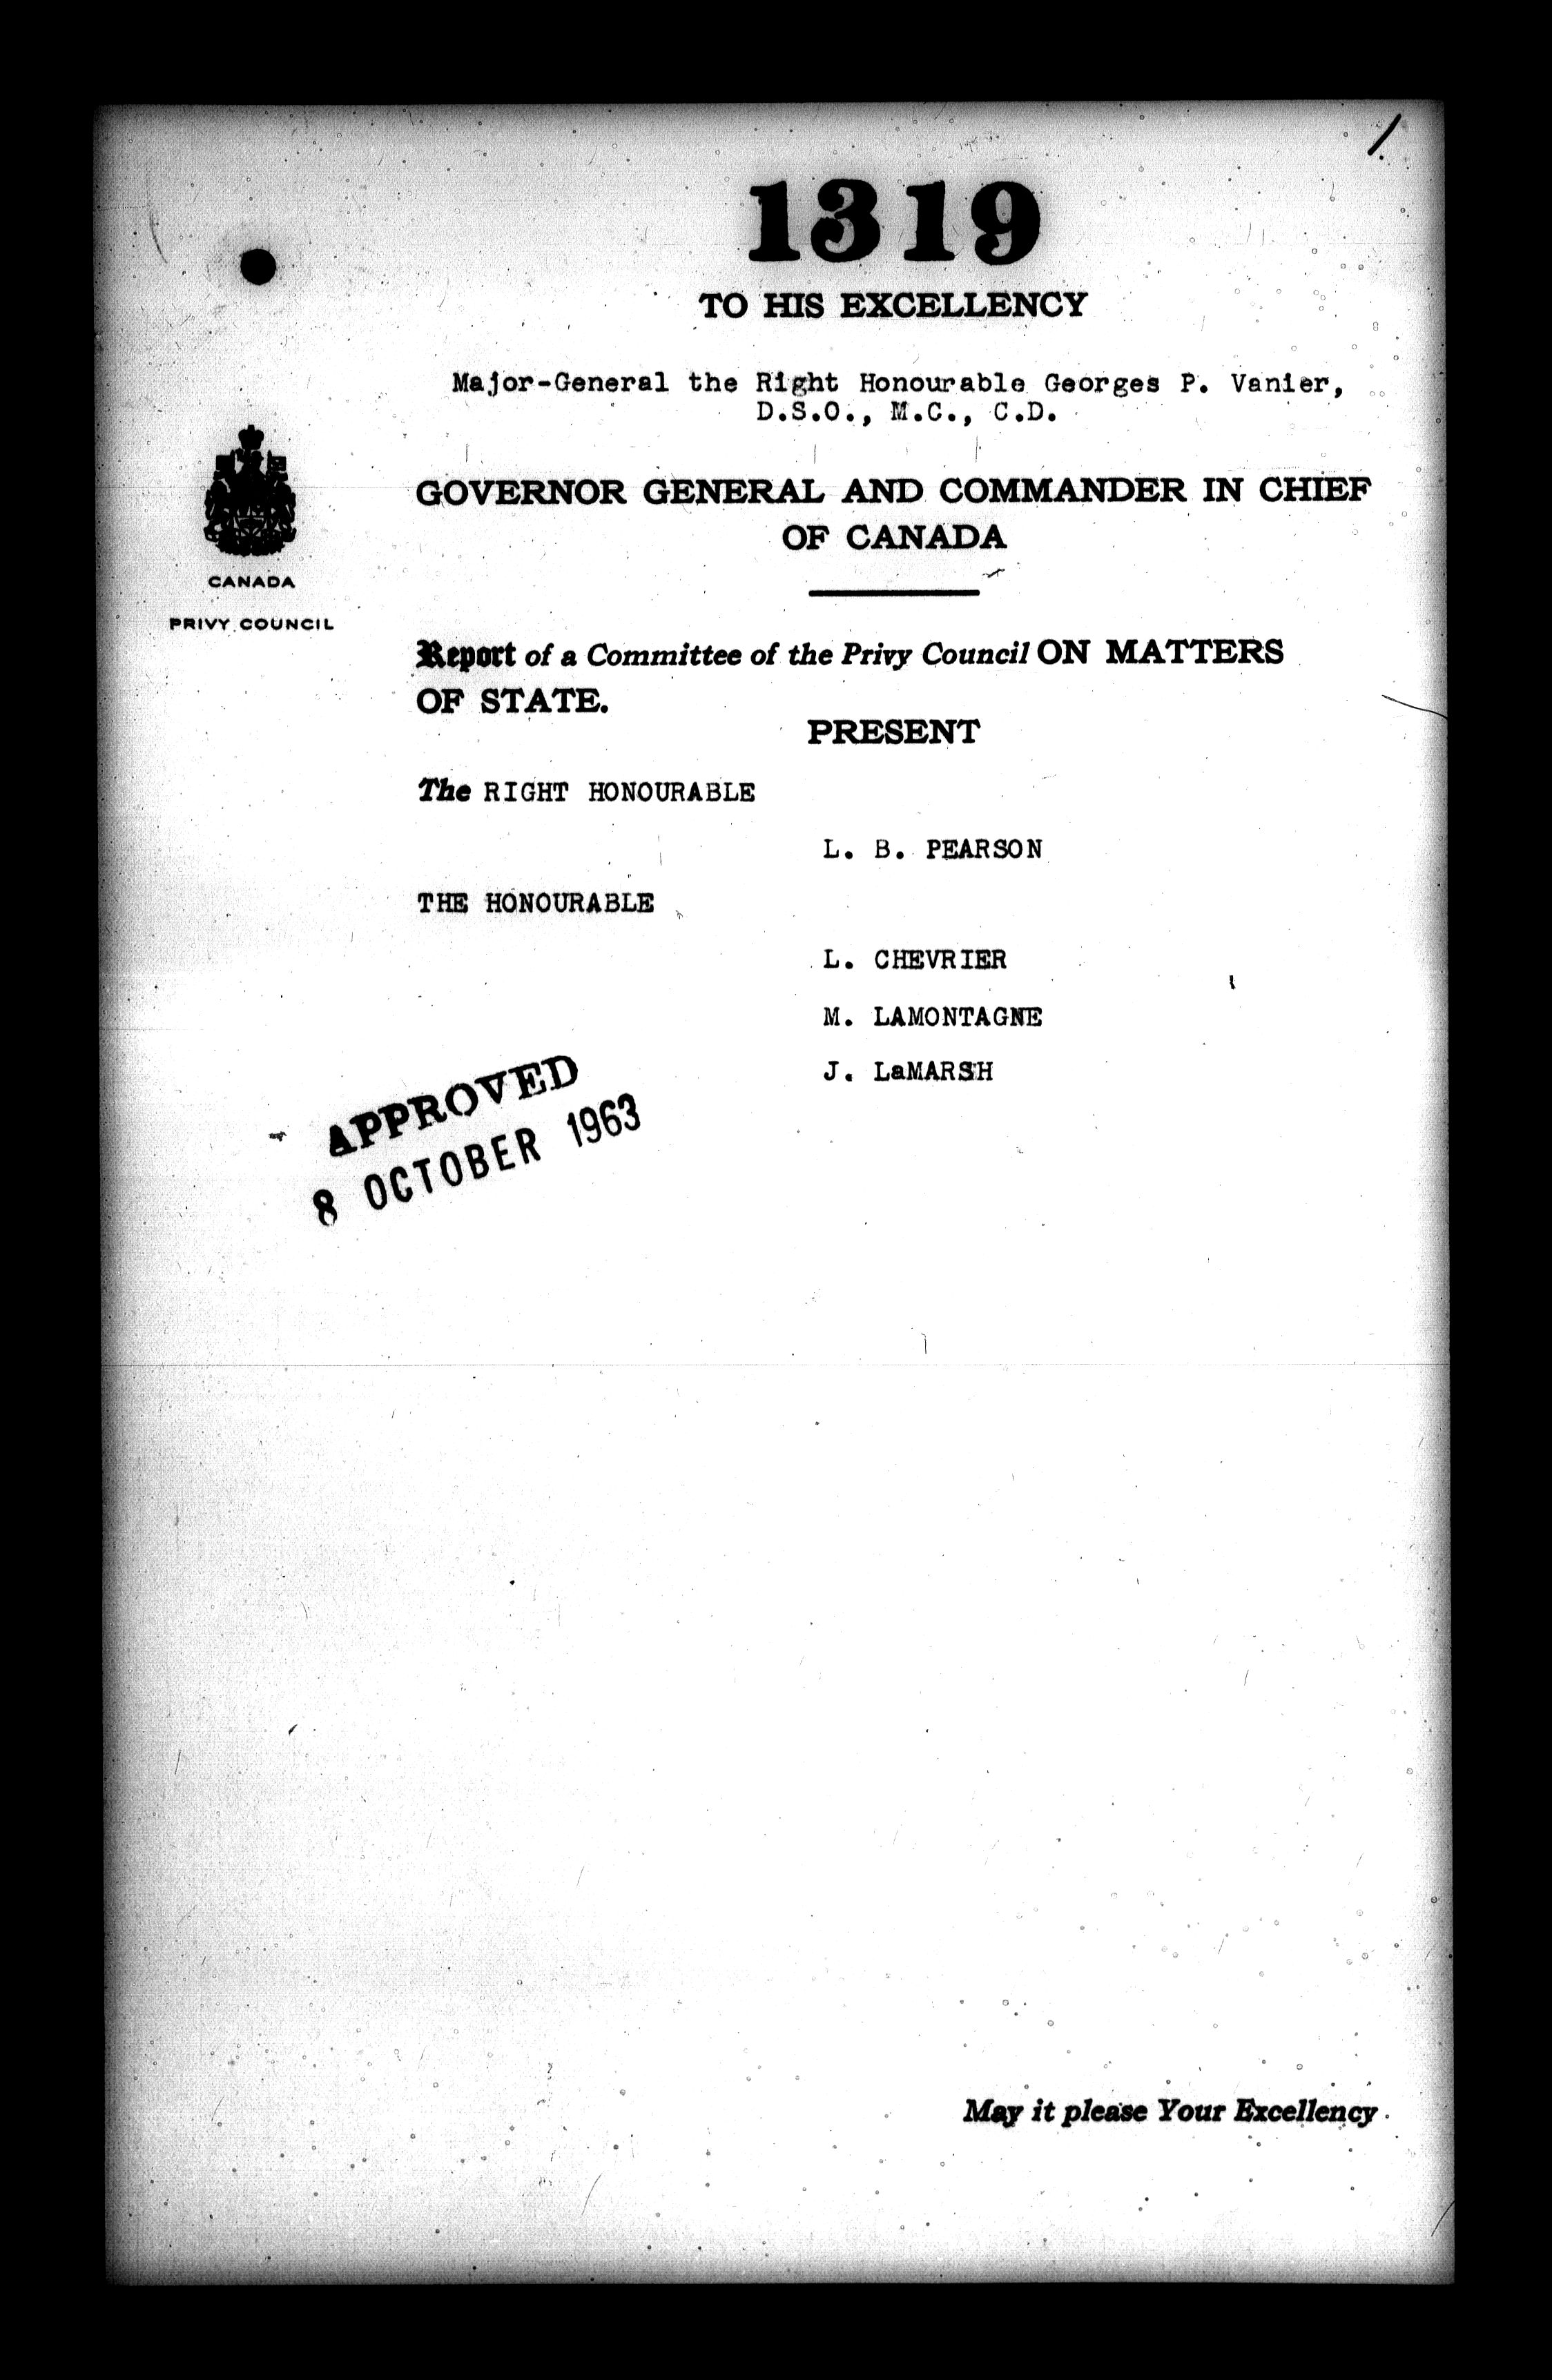 1.
1319
TO HIS EXCELLENCY
Major-General the Right Honourable Georges P. Vanier,
D.S.O., M.C., C.D.
GOVERNOR GENERAL AND COMMANDER IN CHIEF
OF CANADA
CANADA
PRIVY COUNCIL
Report of a Committee of the Privy Council ON MATTERS
OF STATE.
PRESENT
The RIGHT HONOURABLE
L. B. PEARSON
THE HONOURABLE
L. CHEVRIER
M. LAMONTAGNE
J. LaMARSH
APPROVED
8 OCTOBER 1963
May it please Your Excellency